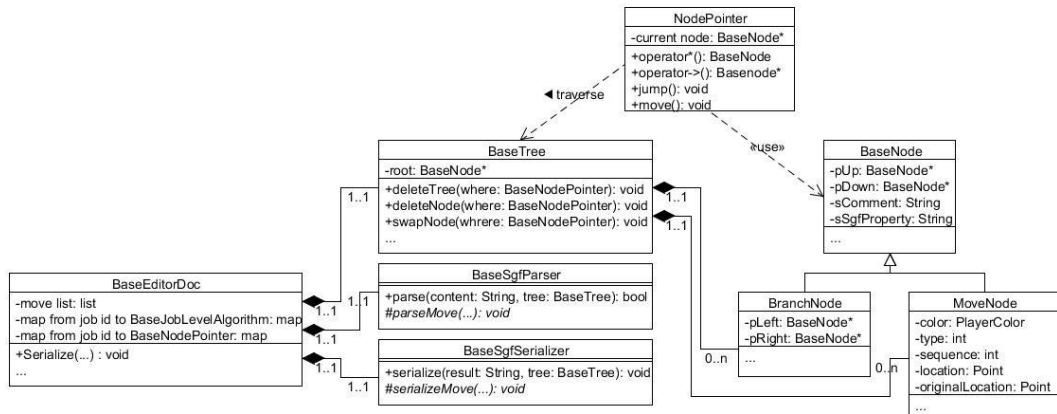 NodePointer
-current node: BaseNode*
+operator*(): BaseNode
+operator->(): Basenode*
+jump(): void
+move(): void
◄ traverse
«use»
BaseTree
-root: BaseNode*
+deleteTree(where: BaseNodePointer): void
+deleteNode(where: BaseNodePointer): void
+swapNode(whrere: BaseNodePointer): void
...
BaseNode
-pUp: BaseNode*
-pDown: BaseNode*
-sComment: String
-sSgfProperty: String
...
1..1
1..1
1..1
BaseEditorDoc
-move list: list
-map from job id to BaseJobLevelAlgorithm: map
-map from job id to BaseNodePointer: map
+Serialize(...) : void
...
1..1
1..1
1..1
1..1
1..1
BaseSgfParser
+parse(content: String, tree: BaseTree): bool
#parseMove(...): void
BaseSgfSerializer
+serialize(result: String, tree: BaseTree): void
#serializeMove(...): void
BranchNode
-pLeft: BaseNode*
-pRight: BaseNode*
...
0..n
MoveNode
-color: PlayerColor
-type: int
-sequence: int
-location: Point
-originalLocation: Point
...
0..n